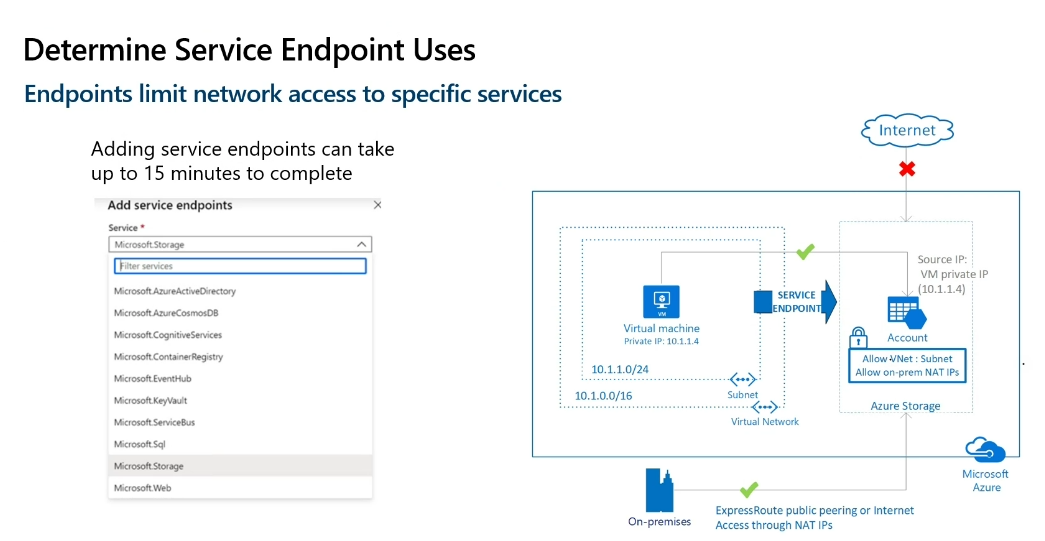 Determine Service Endpoint Uses
Endpoints limit network access to specific services
Adding service endpoints can take
up to 15 minutes to complete
Add service endpoints
Service *
Microsoft.Storage
Filter services
Microsoft.AzureActiveDirectory
Microsoft.AzureCosmosDB
Microsoft.CognitiveServices
Microsoft.ContainerRegistry
Microsoft.EventHub
Microsoft.KeyVault
Microsoft.ServiceBus
Microsoft.Sql
Microsoft.Storage
Microsoft.Web
Internet
Source IP:
VM private IP
(10.1.1.4)
SERVICE
ENDPOINT
VM
Virtual machine
Private IP: 10.1.1.4
Account
Allow VNet : Subnet
Allow on-prem NAT IPs
10.1.1.0/24
10.1.0.0/16
Subnet
Azure Storage
Virtual Network
Microsoft
Azure
On-premises
ExpressRoute public peering or Internet
Access through NAT IPs